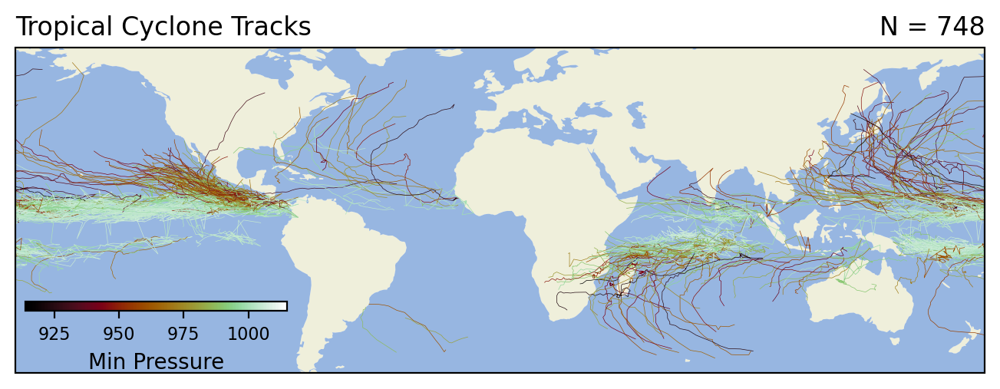 Tropical Cyclone Tracks
N = 748
925 950 975 1000
Min Pressure